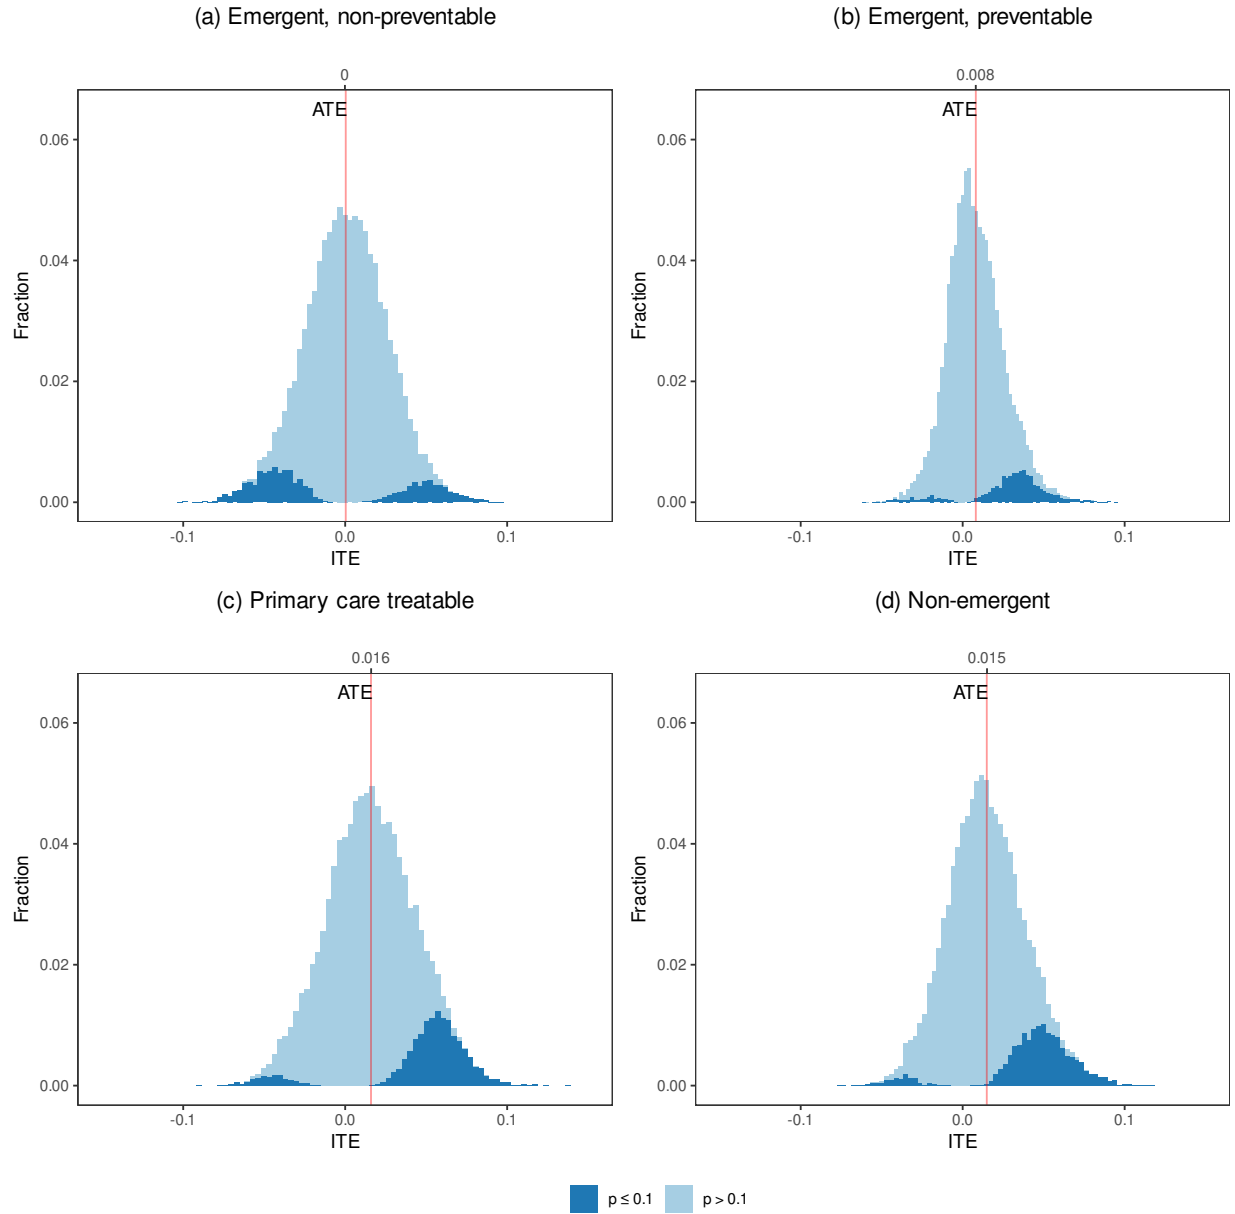 (a) Emergent, non-preventable
0
ATE
0.06
0.04
0.02
0.00
Fraction
-0.1 0.0 0.1
ITE
(b) Emergent, preventable
0.008
ATE
0.06
0.04
0.02
0.00
Fraction
-0.1 0.0 0.1
ITE
(c) Primary care treatable
0.016
ATE
0.06
0.04
0.02
0.00
Fraction
-0.1 0.0 0.1
ITE
(d) Non-emergent
0.015
ATE
0.06
0.04
0.02
0.00
Fraction
-0.1 0.0 0.1
ITE
p ≤ 0.1 p > 0.1